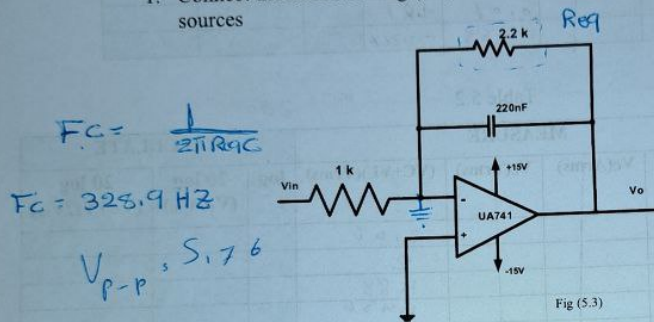 sources
Req
2.2 k
220nF
Fc = 1/2πReqC
Fc = 328.9 HZ
1 k
Vin
+15V
-
UA741
+
Vo
-15V
Vp-p = 5,76
Fig (5.3)